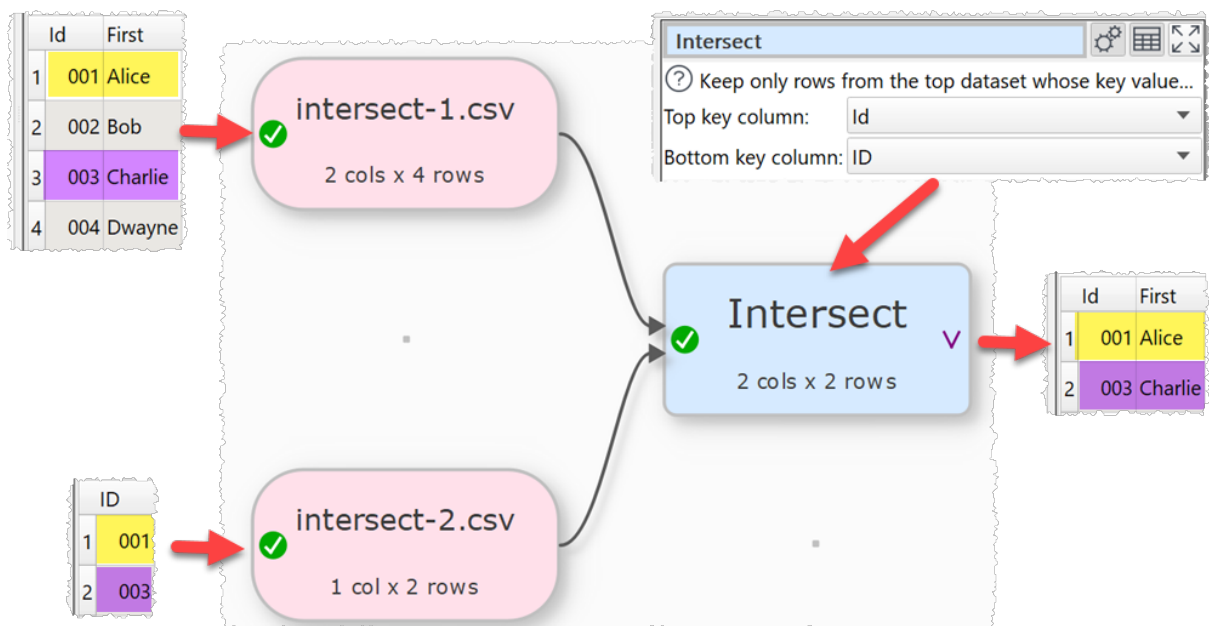 Id First
1 001 Alice
2 002 Bob
3 003 Charlie
4 004 Dwayne
intersect-1.csv
2 cols x 4 rows
Intersect
Keep only rows from the top dataset whose key value...
Top key column: Id
Bottom key column: ID
Intersect
V
2 cols x 2 rows
Id First
1 001 Alice
2 003 Charlie
ID
1 001
2 003
intersect-2.csv
1 col x 2 rows